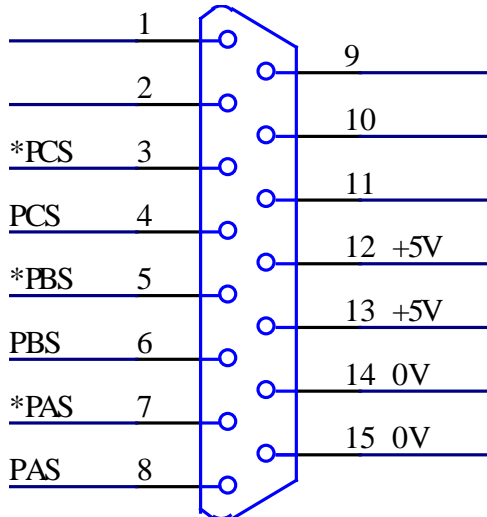 1
2
*PCS 3
PCS 4
*PBS 5
PBS 6
*PAS 7
PAS 8
9
10
11
12 +5V
13 +5V
14 0V
15 0V